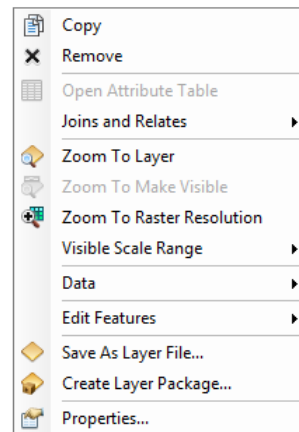 Copy
Remove
Open Attribute Table
Joins and Relates
Zoom To Layer
Zoom To Make Visible
Zoom To Raster Resolution
Visible Scale Range
Data
Edit Features
Save As Layer File...
Create Layer Package...
Properties...